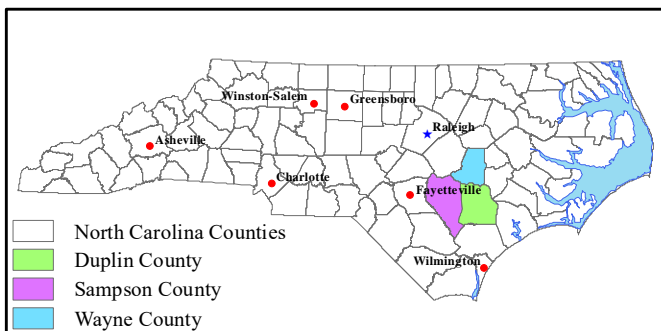 Winston-Salem
Greensboro
Raleigh
Asheville
Charlotte
Fayetteville
Wilmington
North Carolina Counties
Duplin County
Sampson County
Wayne County